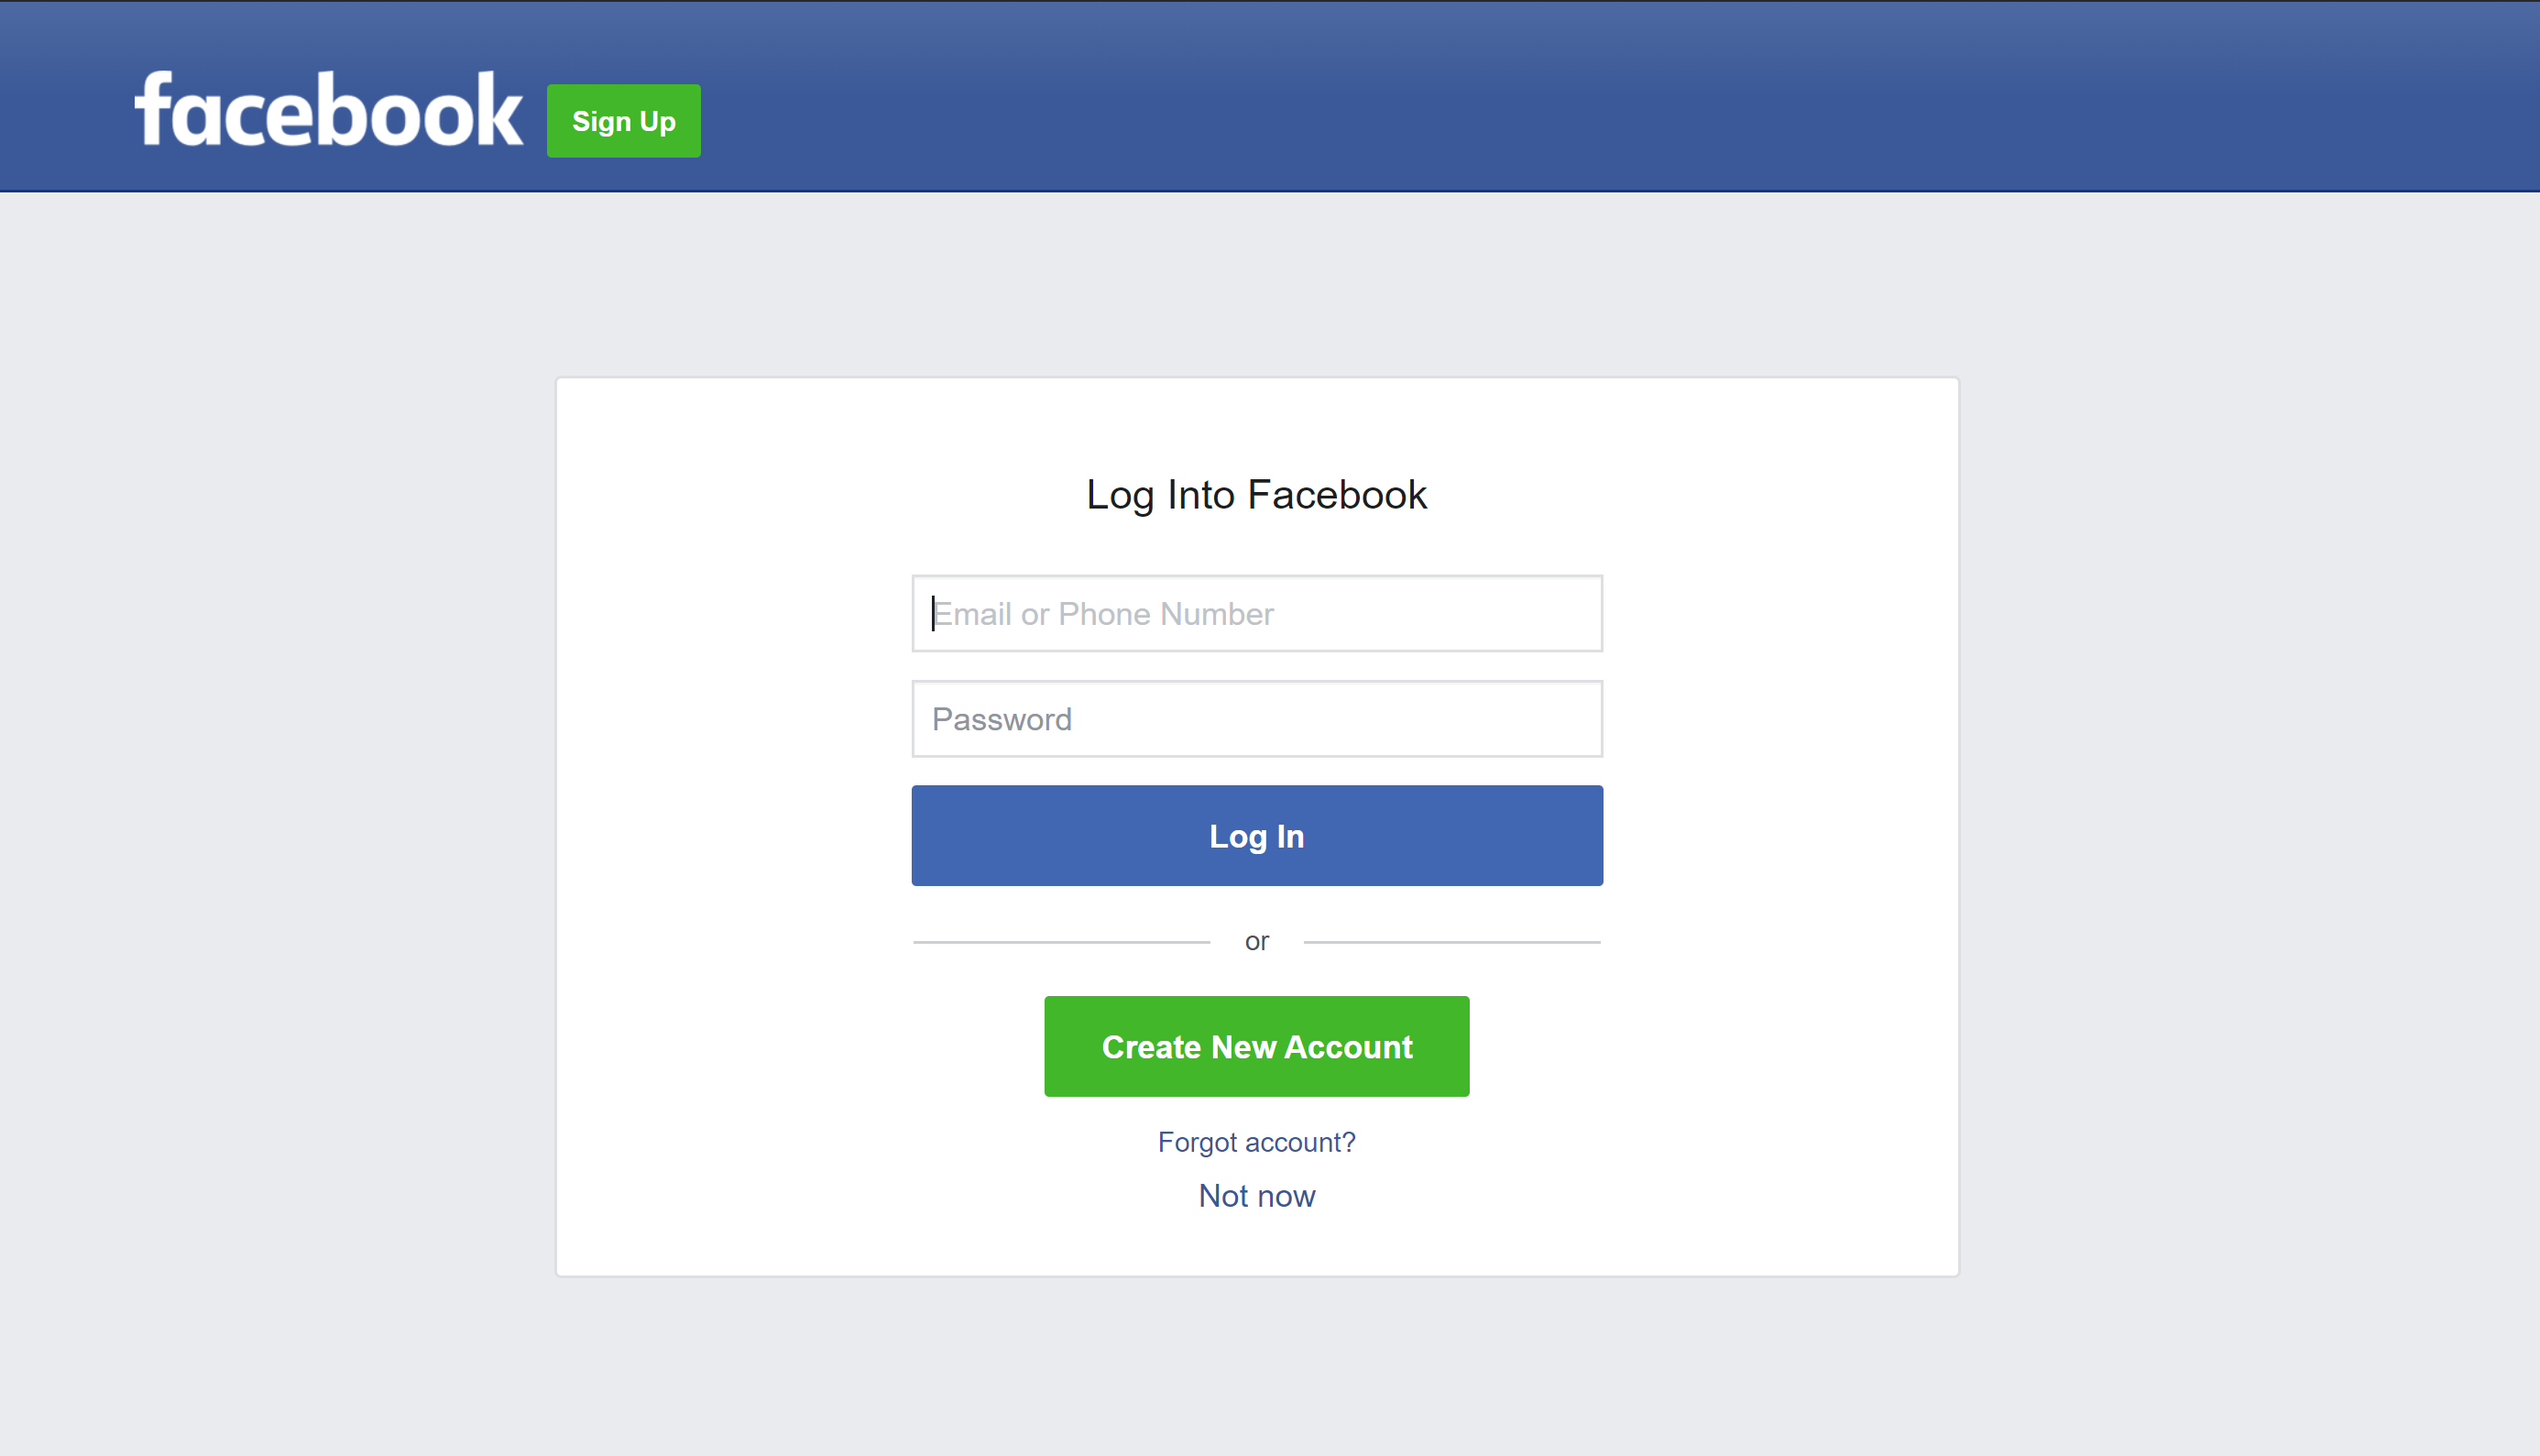 facebook Sign Up
Log Into Facebook
Email or Phone Number
Password
Log In
or
Create New Account
Forgot account?
Not now